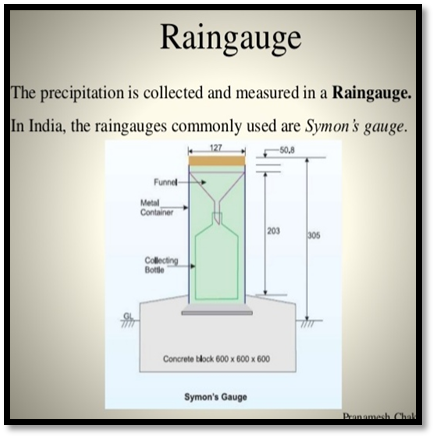 Raingauge
The precipitation is collected and measured in a Raingauge.
In India, the raingauges commonly used are Symon's gauge.
127
50,8
Funnel
Metal
Container
203
305
Collecting
Bottle
GL
Concrete block 600 x 600 x 600
Symon's Gauge
Pranamesh Chak